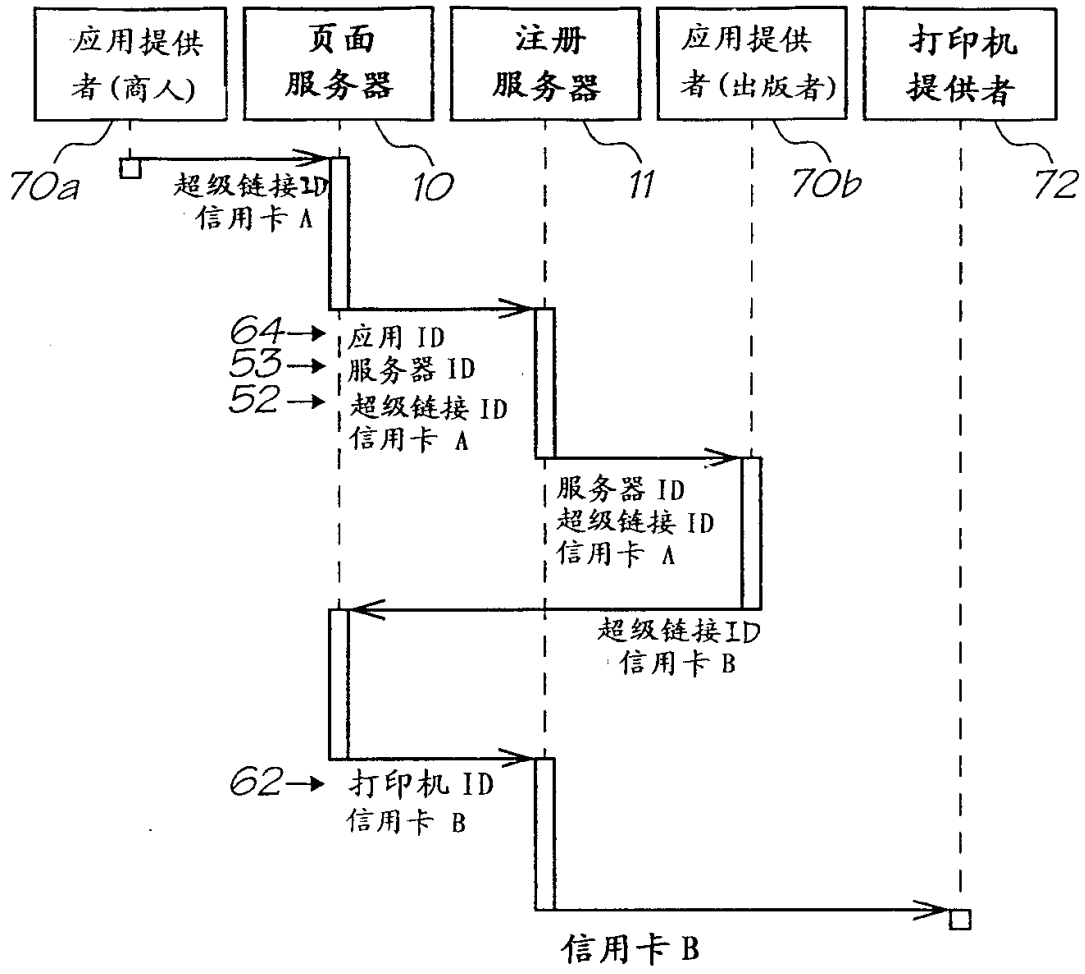 应用提供
者(商人)
页面
服务器
注册
服务器
应用提供
者(出版者)
打印机
提供者
70a
10
11
70b
72
超级链接ID
信用卡 A
64
应用 ID
53
服务器 ID
52
超级链接 ID
信用卡 A
服务器 ID
超级链接 ID
信用卡 A
超级链接ID
信用卡 B
62
打印机 ID
信用卡 B
信用卡 B